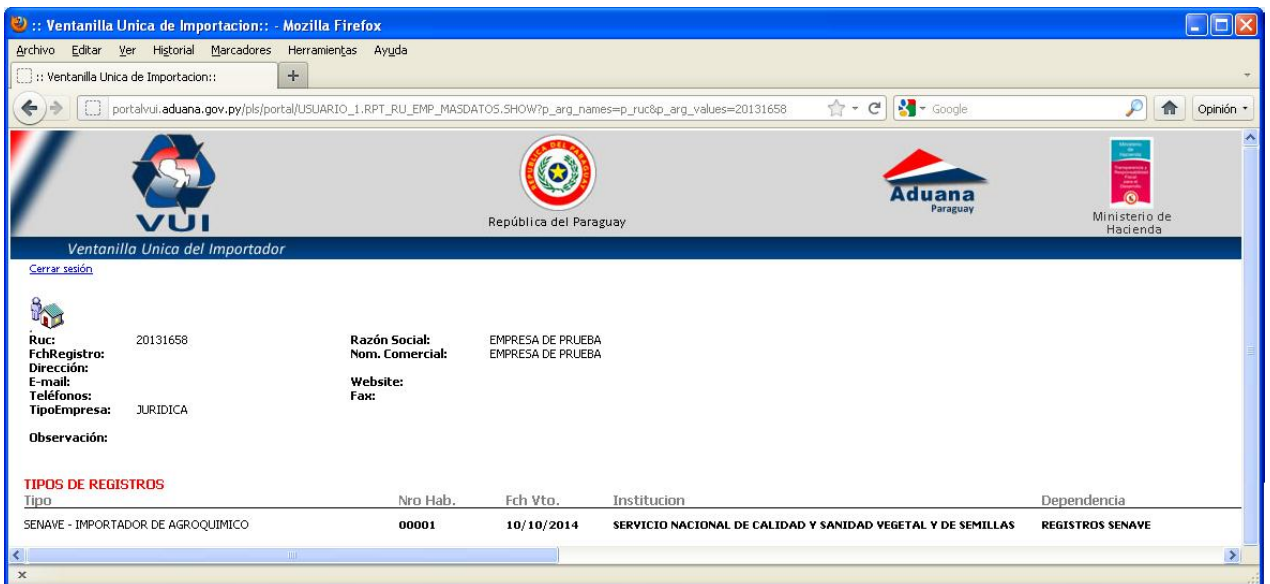 :: Ventanilla Unica de Importacion:: - Mozilla Firefox
Archivo Editar Ver Historial Marcadores Herramientas Ayuda
:: Ventanilla Unica de Importacion::
portalvui.aduana.gov.py/pls/portal/USUARIO_1.RPT_RU_EMP_MASDATOS.SHOW?p_arg_names=p_ruc&p_arg_values=20131658 Google Opinión
VUI
República del Paraguay
Aduana
Paraguay
Ministerio de
Hacienda
Ventanilla Unica del Importador
Cerrar sesión
Ruc: 20131658 Razón Social: EMPRESA DE PRUEBA
FchRegistro: Nom. Comercial: EMPRESA DE PRUEBA
Dirección:
E-mail: Website:
Teléfonos: Fax:
TipoEmpresa: JURIDICA
Observación:
TIPOS DE REGISTROS
Tipo Nro Hab. Fch Vto. Institucion Dependencia
SENAVE - IMPORTADOR DE AGROQUIMICO 00001 10/10/2014 SERVICIO NACIONAL DE CALIDAD Y SANIDAD VEGETAL Y DE SEMILLAS REGISTROS SENAVE